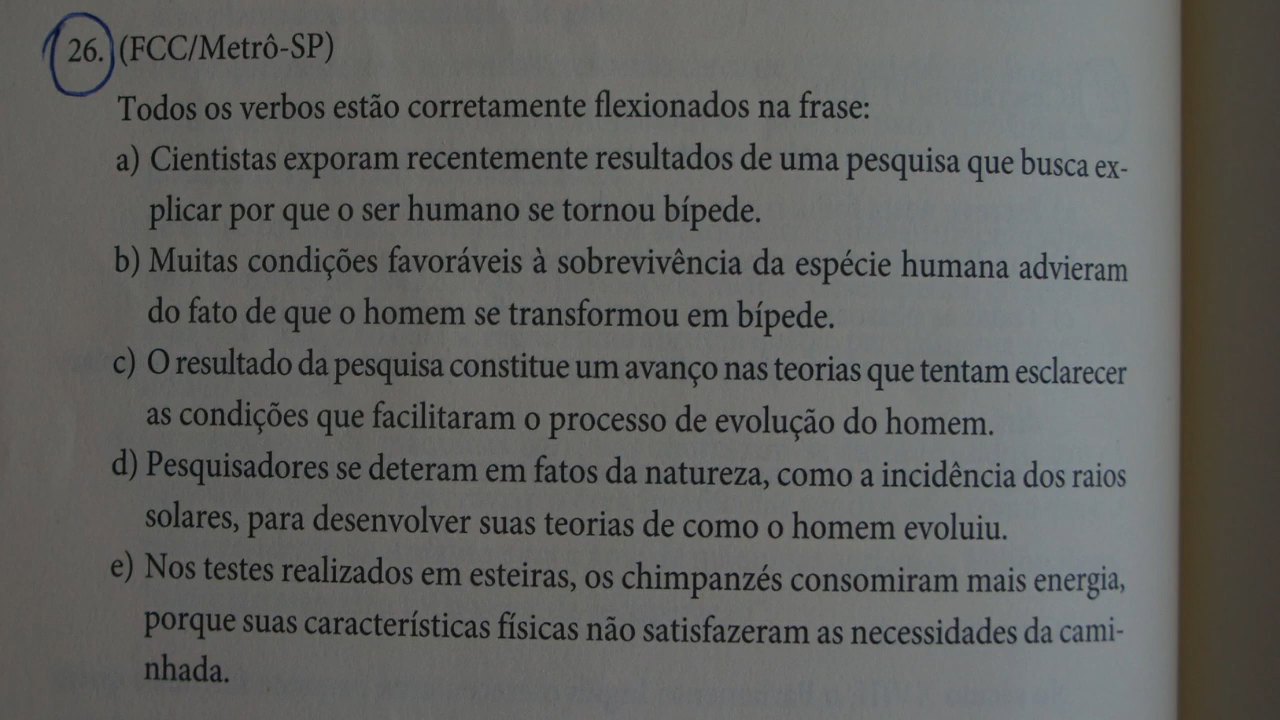 26. (FCC/Metrô-SP)
Todos os verbos estão corretamente flexionados na frase:
a) Cientistas exporam recentemente resultados de uma pesquisa que busca ex-
plicar por que o ser humano se tornou bípede.
b) Muitas condições favoráveis à sobrevivência da espécie humana advieram
do fato de que o homem se transformou em bípede.
c) O resultado da pesquisa constitue um avanço nas teorias que tentam esclarecer
as condições que facilitaram o processo de evolução do homem.
d) Pesquisadores se deteram em fatos da natureza, como a incidência dos raios
solares, para desenvolver suas teorias de como o homem evoluiu.
e) Nos testes realizados em esteiras, os chimpanzés consomiram mais energia,
porque suas características físicas não satisfazeram as necessidades da cami-
nhada.